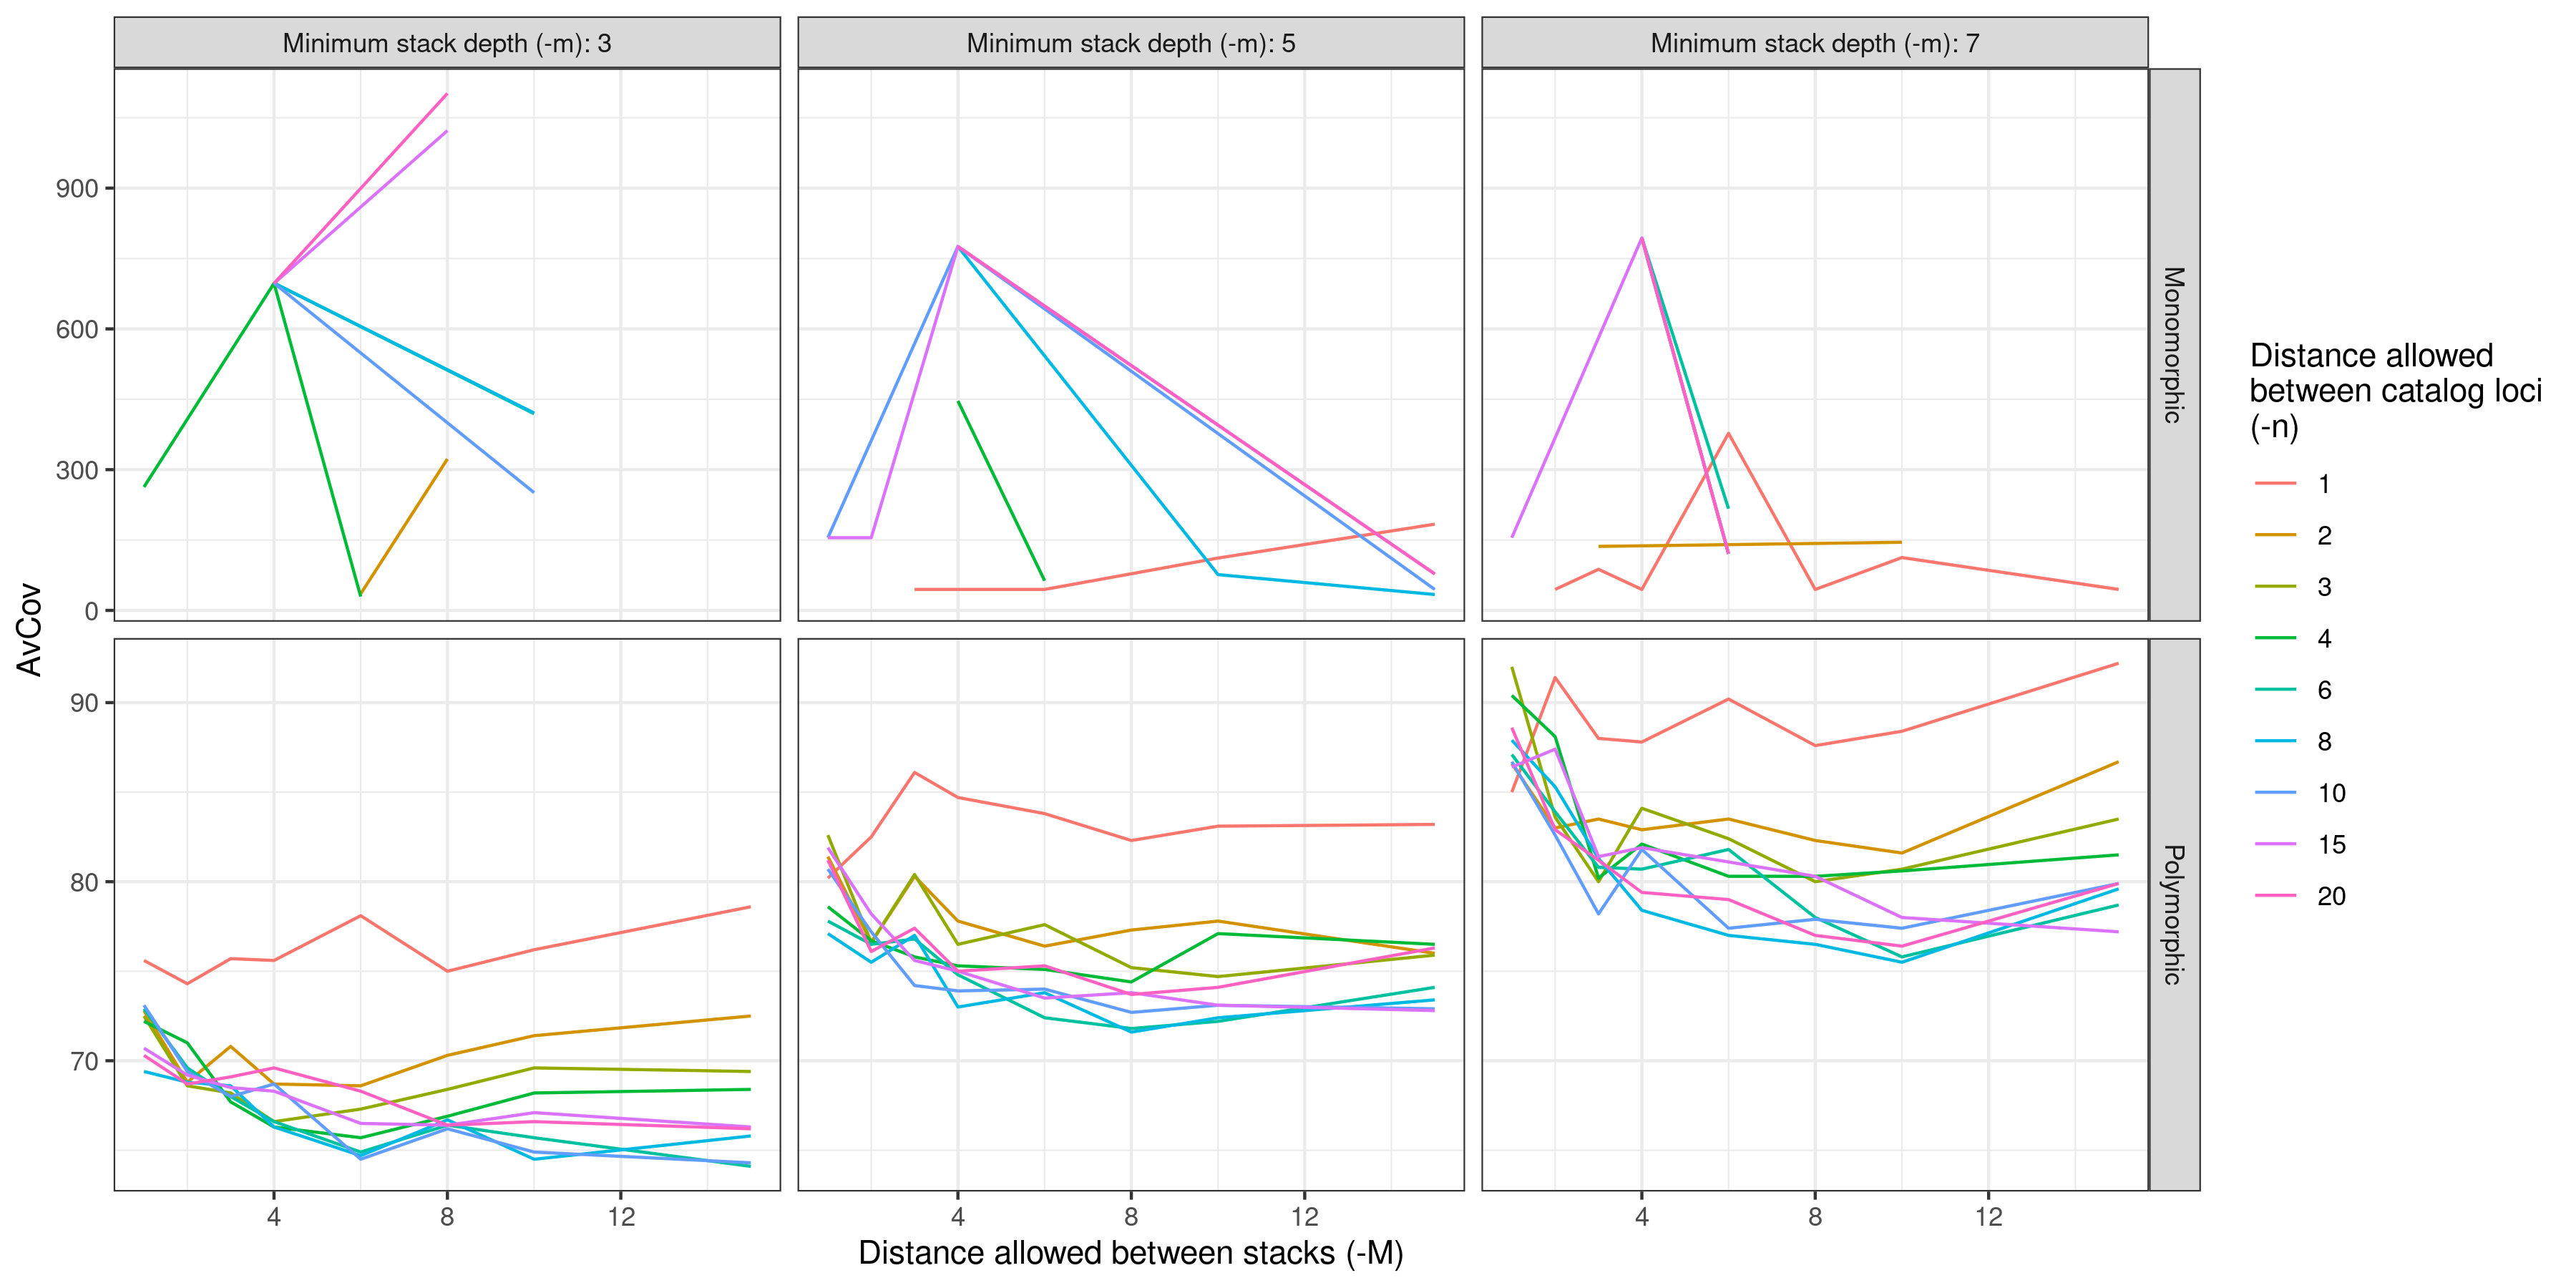 Minimum stack depth (-m): 3
Minimum stack depth (-m): 5
Minimum stack depth (-m): 7
Monomorphic
Polymorphic
AvCov
900
600
300
0
90
80
70
4
8
12
4
8
12
4
8
12
Distance allowed between stacks (-M)
Distance allowed
between catalog loci
(-n)
1
2
3
4
6
8
10
15
20